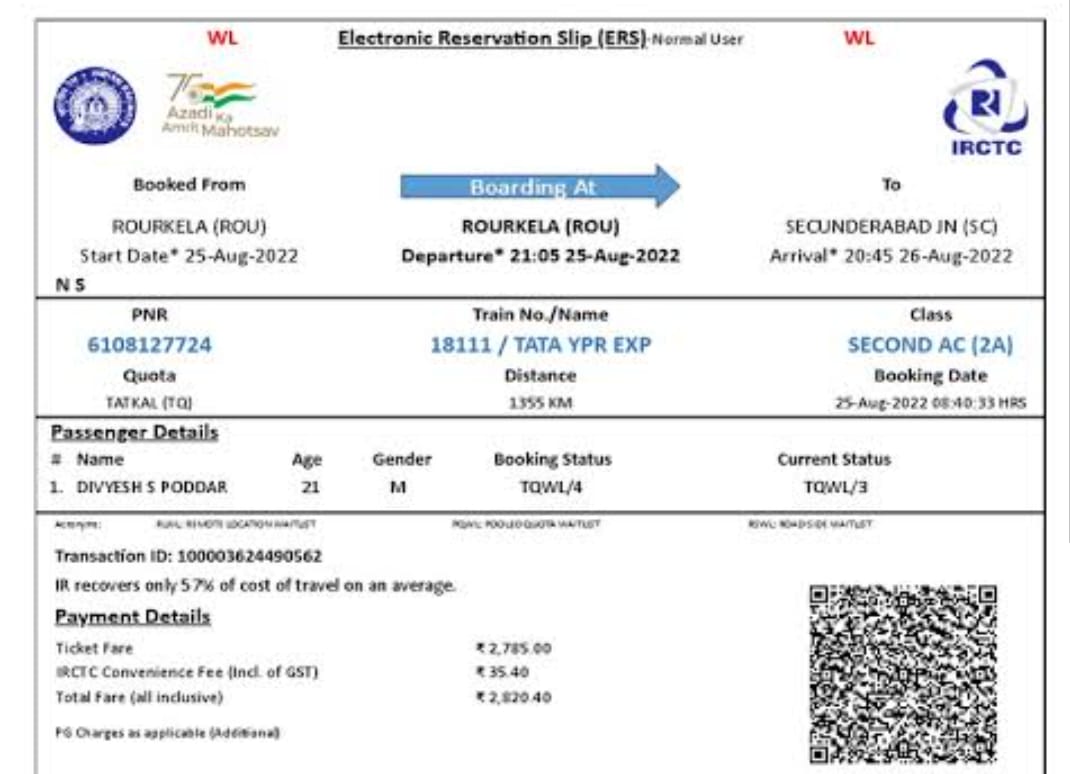 WL Electronic Reservation Slip (ERS)-Normal User WL
76 Azadi Ka
Amrit Mahotsav
IRCTC
Booked From Boarding At To
ROURKELA (ROU) ROURKELA (ROU) SECUNDERABAD JN (SC)
Start Date* 25-Aug-2022 Departure* 21:05 25-Aug-2022 Arrival* 20:45 26-Aug-2022
N S
PNR Train No./Name Class
6108127724 18111 / TATA YPR EXP SECOND AC (2A)
Quota Distance Booking Date
TATKAL (TQ) 1355 KM 25-Aug-2022 08:40:33 HRS
Passenger Details
# Name Age Gender Booking Status Current Status
1. DIVYESH S PODDAR 21 M TQWL/4 TQWL/3
Acronyms: RLWL: REMOTE LOCATION WAITLIST PQWL: POOLED QUOTA WAITLIST RSWL: ROAD SIDE WAITLIST
Transaction ID: 100003624490562
IR recovers only 57% of cost of travel on an average.
Payment Details
Ticket Fare ₹ 2,785.00
IRCTC Convenience Fee (Incl. of GST) ₹ 35.40
Total Fare (all inclusive) ₹ 2,820.40
PG Charges as applicable (Additional)